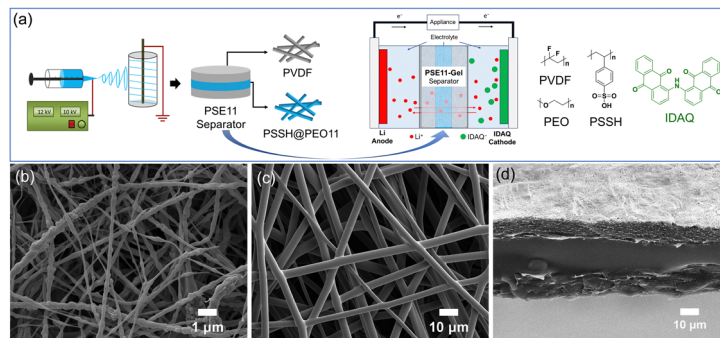 (a)
12 kV
10 kV
PSE11
Separator
PVDF
PSSH@PEO11
e⁻
Appliance
e⁻
Electrolyte
PSE11-Gel
Separator
Li
Anode
Li⁺
IDAQ⁻
IDAQ
Cathode
F
F
n
PVDF
O
n
PEO
n
O=S=O
OH
PSSH
O
O
N
H
O
O
IDAQ
(b)
1 µm
(c)
10 µm
(d)
10 µm